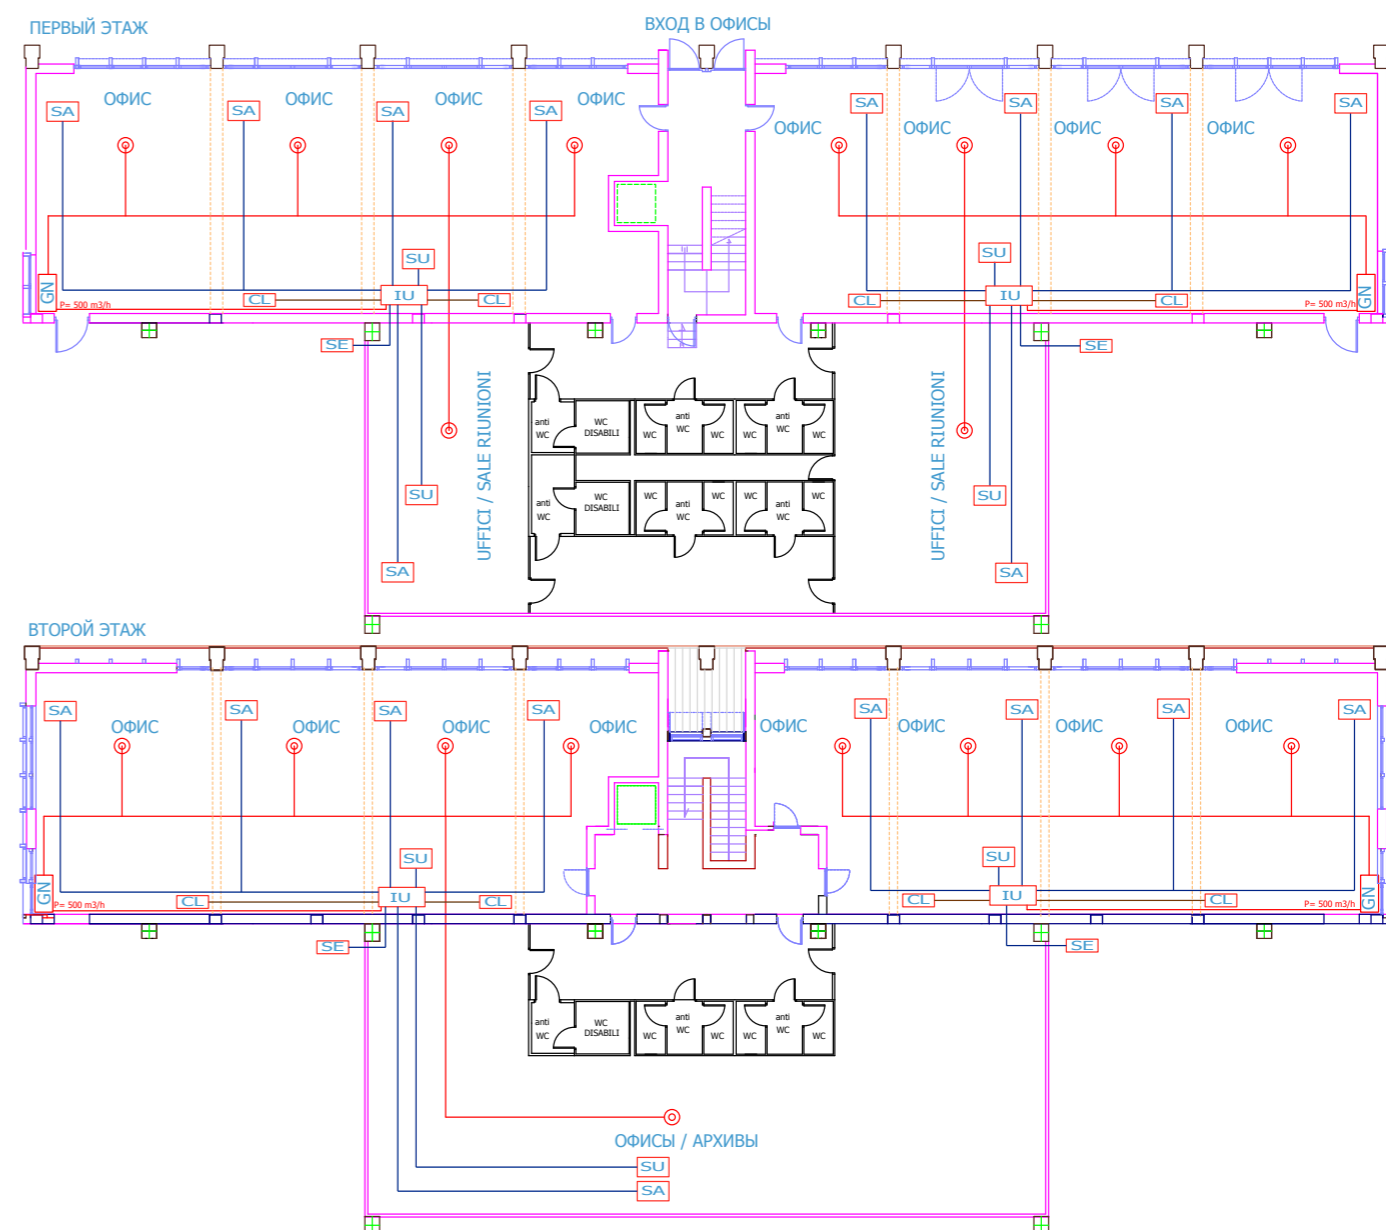 ПЕРВЫЙ ЭТАЖ
ВХОД В ОФИСЫ
ОФИС
ОФИС
ОФИС
ОФИС
SA
SA
SA
SA
SA
SA
SA
SA
ОФИС
ОФИС
ОФИС
ОФИС
SU
SU
GN
P= 500 m3/h
CL
IU
CL
CL
IU
CL
P= 500 m3/h
GN
SE
SE
UFFICI / SALE RIUNIONI
UFFICI / SALE RIUNIONI
anti
WC
WC
DISABILI
WC
anti
WC
WC
WC
anti
WC
WC
anti
WC
WC
DISABILI
WC
anti
WC
WC
WC
anti
WC
WC
SU
SU
SA
SA
ВТОРОЙ ЭТАЖ
SA
SA
SA
SA
SA
SA
SA
SA
ОФИС
ОФИС
ОФИС
ОФИС
ОФИС
ОФИС
ОФИС
ОФИС
SU
SU
GN
P= 500 m3/h
CL
IU
CL
CL
IU
CL
P= 500 m3/h
GN
SE
SE
anti
WC
WC
DISABILI
WC
anti
WC
WC
WC
anti
WC
WC
ОФИСЫ / АРХИВЫ
SU
SA